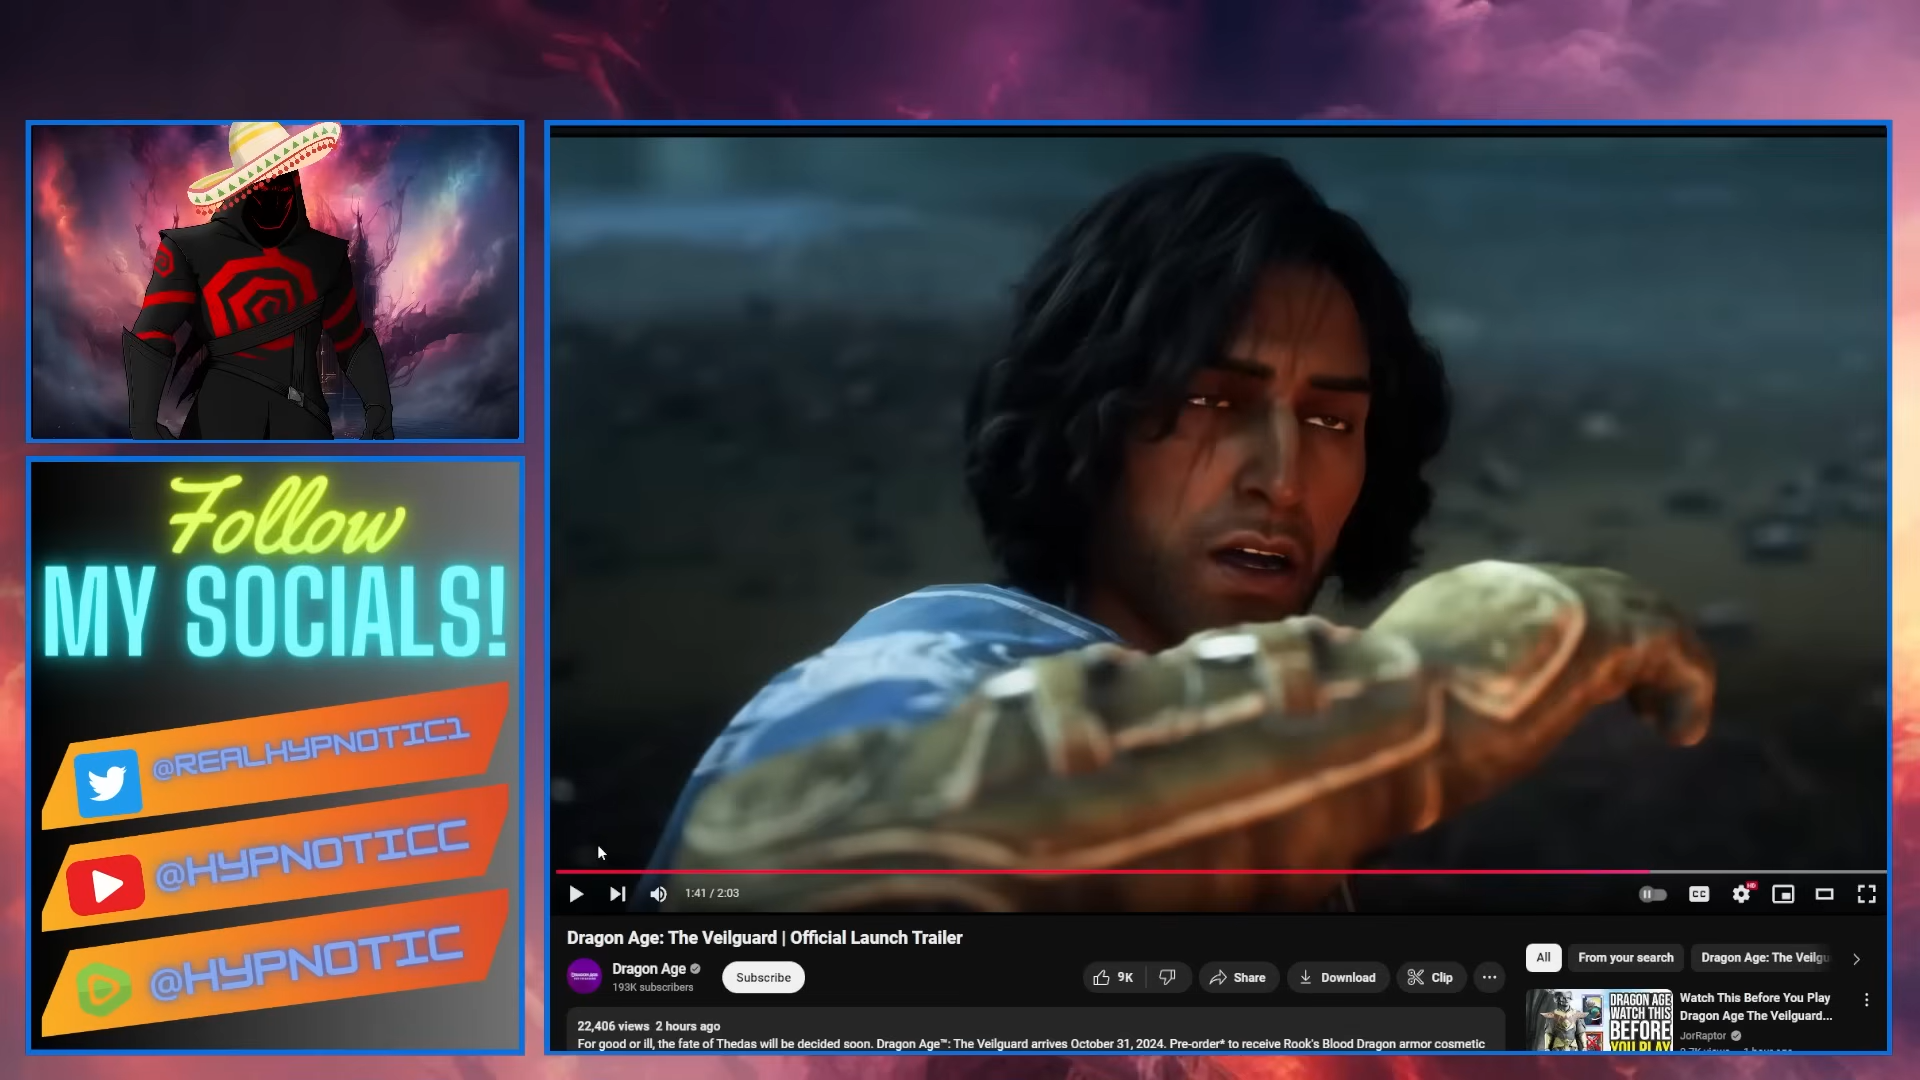 Follow
MY SOCIALS!
@REALHYPNOTIC1
@HYPNOTICC
@HYPNOTIC
1:41 / 2:03
CC
HD
Dragon Age: The Veilguard | Official Launch Trailer
Dragon Age
193K subscribers
Subscribe
9K
Share
Download
Clip
22,406 views 2 hours ago
For good or ill, the fate of Thedas will be decided soon. Dragon Age™: The Veilguard arrives October 31, 2024. Pre-order* to receive Rook's Blood Dragon armor cosmetic
All
From your search
Dragon Age: The Veilgu
DRAGON AGE
WATCH THIS
BEFORE
YOU PLAY
Watch This Before You Play
Dragon Age The Veilguard...
JorRaptor